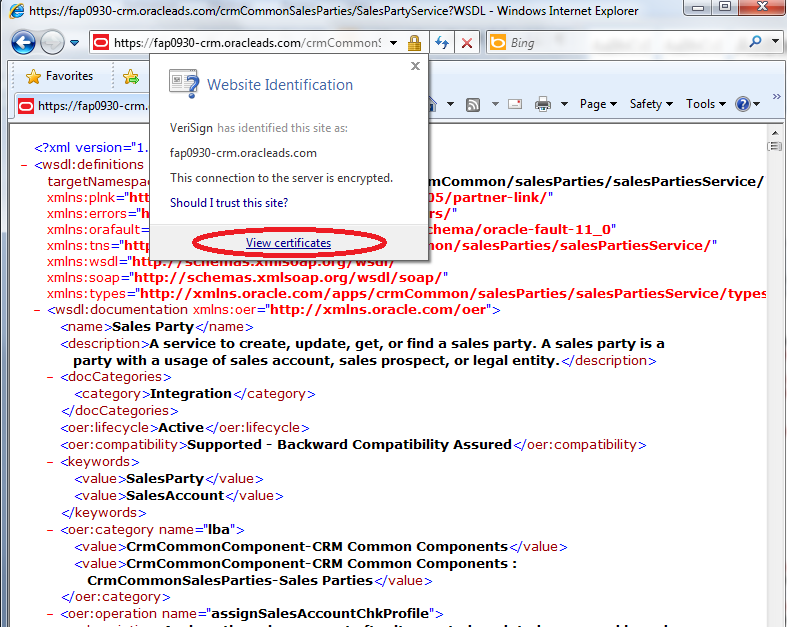 https://fap0930-crm.oracleads.com/crmCommonSalesParties/SalesPartyService?WSDL - Windows Internet Explorer
https://fap0930-crm.oracleads.com/crmCommonS
Bing
Favorites
https://fap0930-crm.
Page
Safety
Tools
Website Identification
VeriSign has identified this site as:
fap0930-crm.oracleads.com
This connection to the server is encrypted.
Should I trust this site?
View certificates
<?xml version="1.
− <wsdl:definitions
targetNamespac rmCommon/salesParties/salesPartiesService/
xmlns:plnk="ht 05/partner-link/"
xmlns:errors="h rs/"
xmlns:orafault= chema/oracle-fault-11_0"
xmlns:tns="http mon/salesParties/salesPartiesService/"
xmlns:wsdl="http://schemas.xmlsoap.org/wsdl/"
xmlns:soap="http://schemas.xmlsoap.org/wsdl/soap/"
xmlns:types="http://xmlns.oracle.com/apps/crmCommon/salesParties/salesPartiesService/types
− <wsdl:documentation xmlns:oer="http://xmlns.oracle.com/oer">
<name>Sales Party</name>
<description>A service to create, update, get, or find a sales party. A sales party is a
party with a usage of sales account, sales prospect, or legal entity.</description>
− <docCategories>
<category>Integration</category>
</docCategories>
<oer:lifecycle>Active</oer:lifecycle>
<oer:compatibility>Supported - Backward Compatibility Assured</oer:compatibility>
− <keywords>
<value>SalesParty</value>
<value>SalesAccount</value>
</keywords>
− <oer:category name="lba">
<value>CrmCommonComponent-CRM Common Components</value>
<value>CrmCommonComponent-CRM Common Components :
CrmCommonSalesParties-Sales Parties</value>
</oer:category>
− <oer:operation name="assignSalesAccountChkProfile">